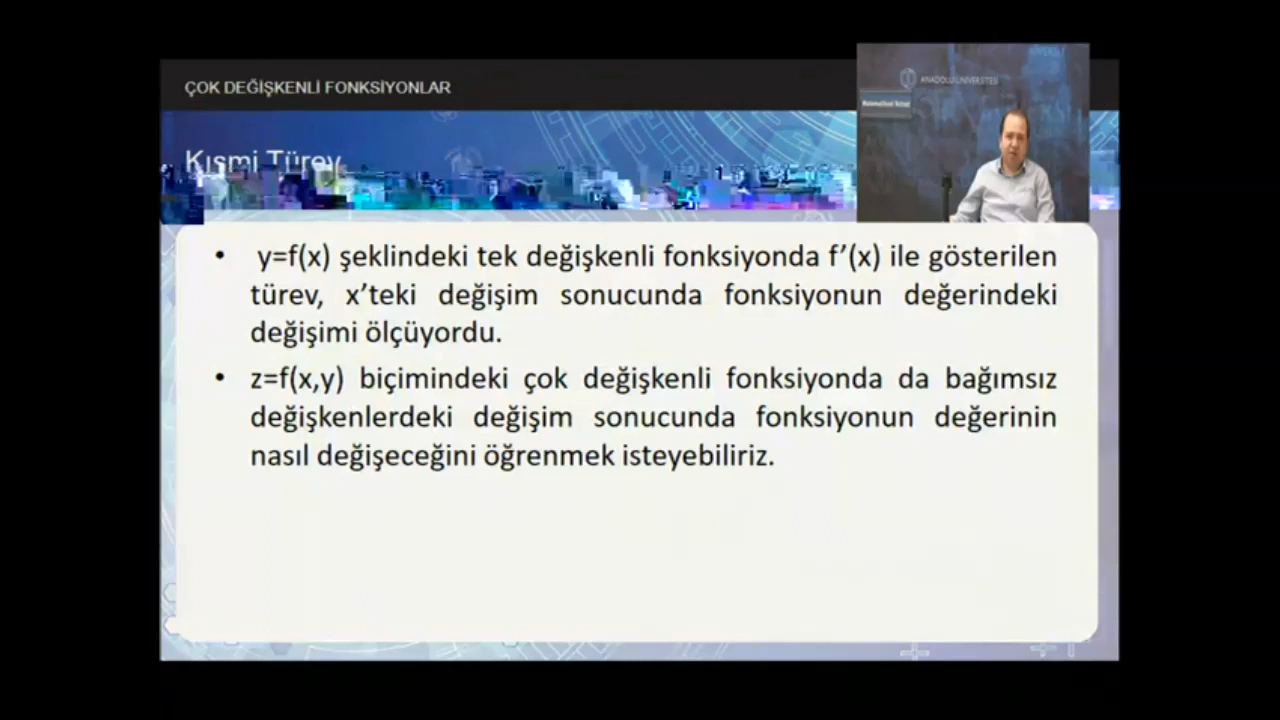 ÇOK DEĞİŞKENLİ FONKSİYONLAR
ANADOLU ÜNİVERSİTESİ
Kısmi Türev
• y=f(x) şeklindeki tek değişkenli fonksiyonda f’(x) ile gösterilen
türev, x’teki değişim sonucunda fonksiyonun değerindeki
değişimi ölçüyordu.
• z=f(x,y) biçimindeki çok değişkenli fonksiyonda da bağımsız
değişkenlerdeki değişim sonucunda fonksiyonun değerinin
nasıl değişeceğini öğrenmek isteyebiliriz.